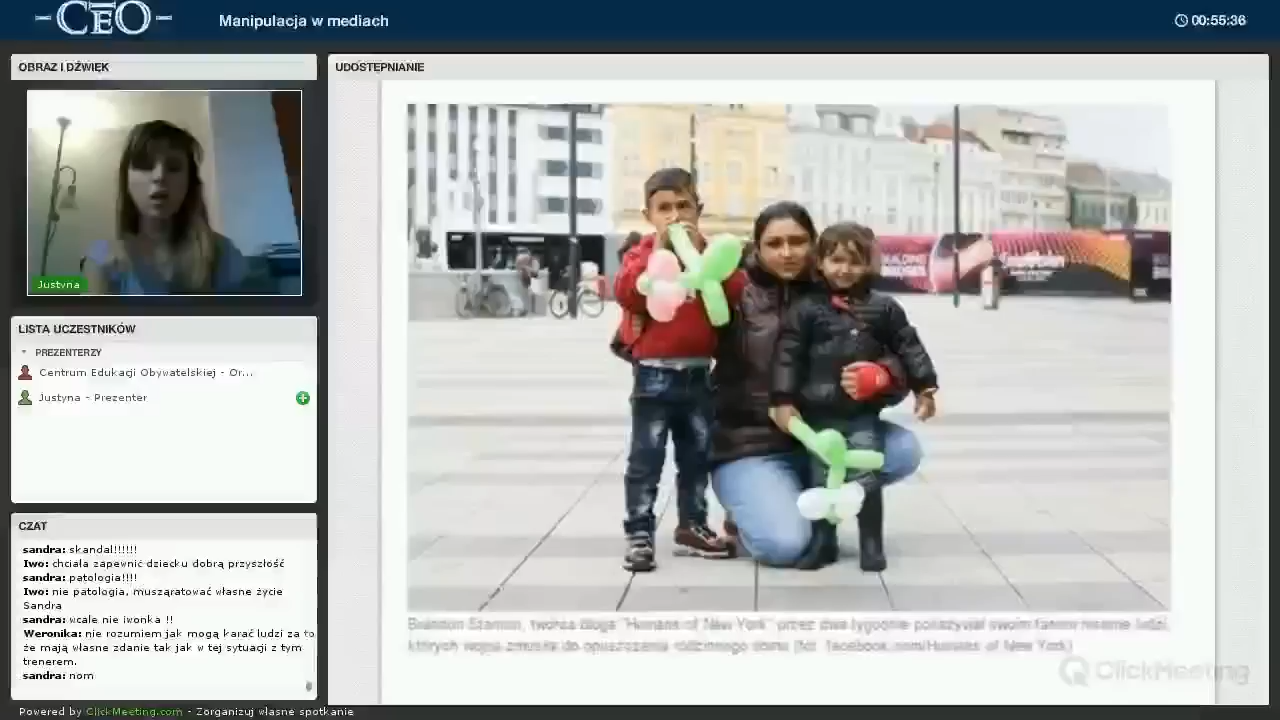 CEO
Manipulacja w mediach
00:55:36
OBRAZ I DŹWIĘK
UDOSTĘPNIANIE
Justyna
LISTA UCZESTNIKÓW
PREZENTERZY
Centrum Edukacji Obywatelskiej - Or...
Justyna - Prezenter
CZAT
sandra: skandal!!!!!!
Iwo: chciała zapewnić dziecku dobrą przyszłość
sandra: patologia!!!!
Iwo: nie patologia, musząratować własne życie
Sandra
sandra: wcale nie iwonka !!
Weronika: nie rozumiem jak mogą karać ludzi za to
że mają własne zdanie tak jak w tej sytuacji z tym
trenerem.
sandra: nom
BUILDING
BRIDGES
Brandon Stanton, twórca bloga "Humans of New York" przez dwa tygodnie pokazywał swoim fanom
których wojna zmusiła do opuszczenia rodzinnego domu (fot. facebook.com/Humans of New York)
ClickMeeting
Powered by ClickMeeting.com - Zorganizuj własne spotkanie